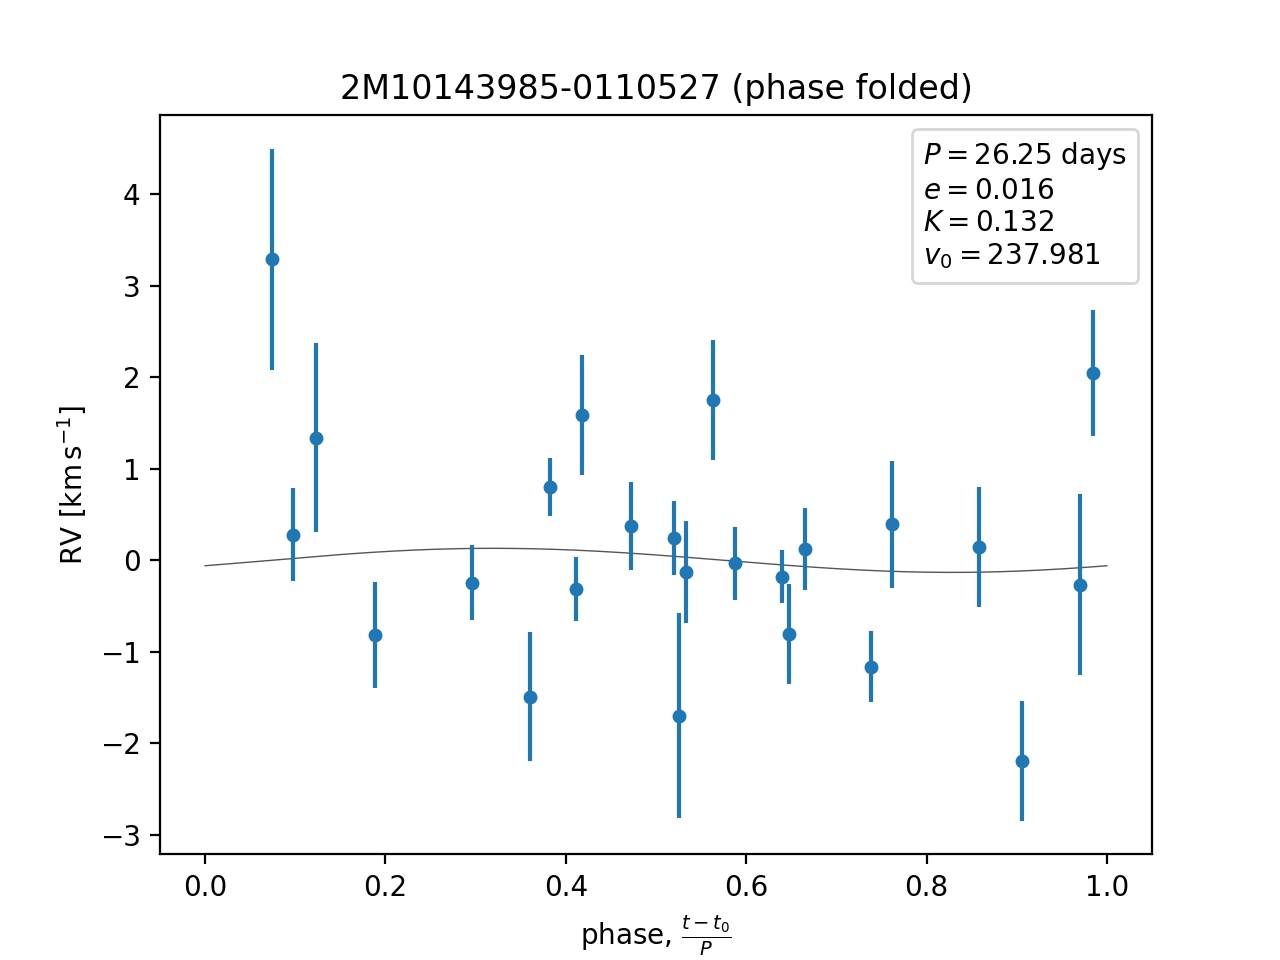 2M10143985-0110527 (phase folded)
P = 26.25 days
e = 0.016
K = 0.132
v₀ = 237.981
4
3
2
1
0
−1
−2
−3
RV [km s⁻¹]
0.0 0.2 0.4 0.6 0.8 1.0
phase, (t − t₀)/P